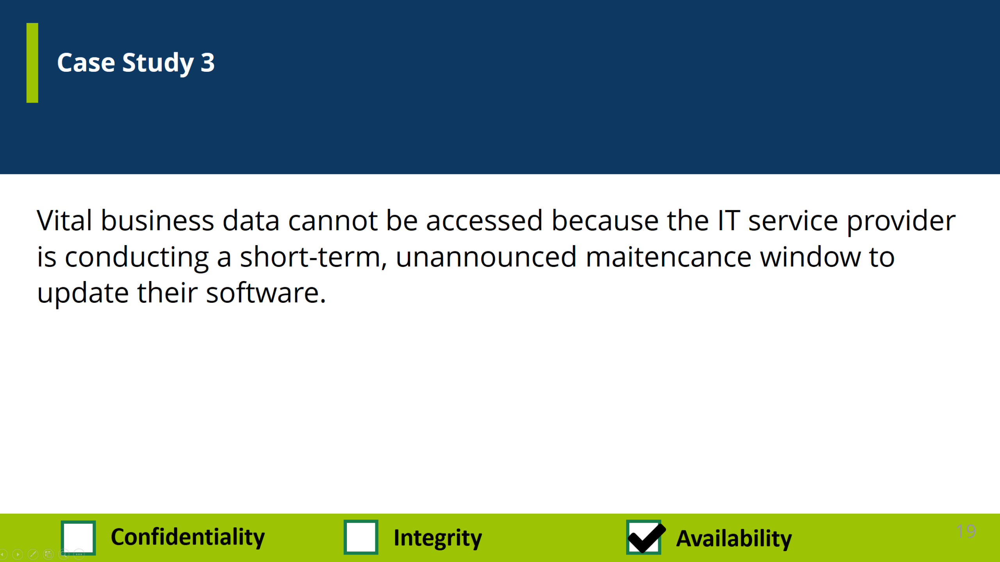 Case Study 3
Vital business data cannot be accessed because the IT service provider
is conducting a short-term, unannounced maitencance window to
update their software.
Confidentiality
Integrity
Availability
19